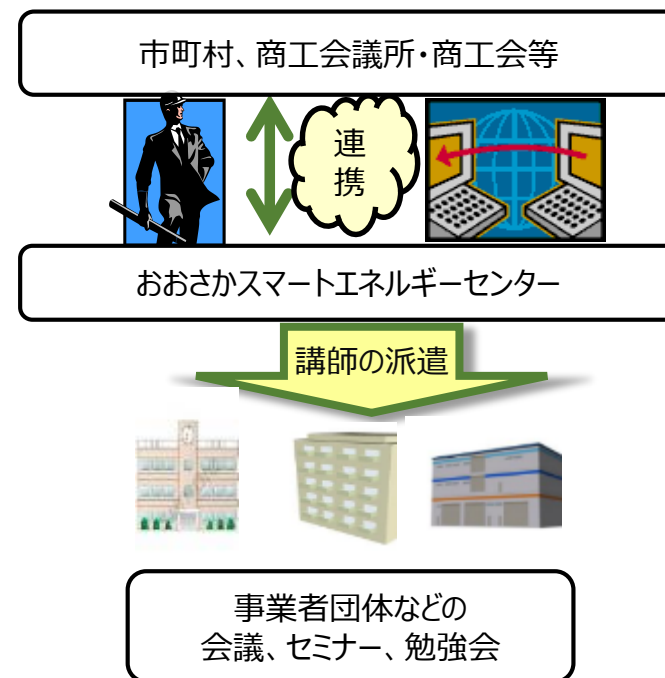 市町村、商工会議所・商工会等
連
携
おおさかスマートエネルギーセンター
講師の派遣
事業者団体などの
会議、セミナー、勉強会